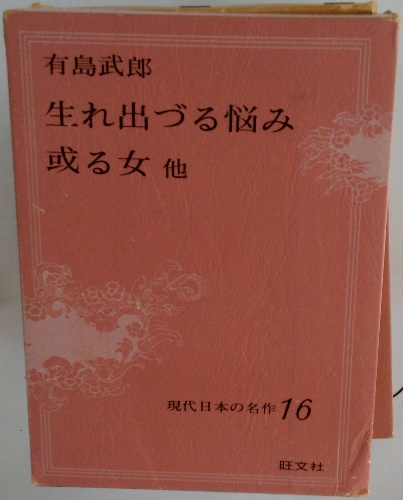 有島武郎
生れ出づる悩み
或る女 他
現代日本の名作16
旺文社